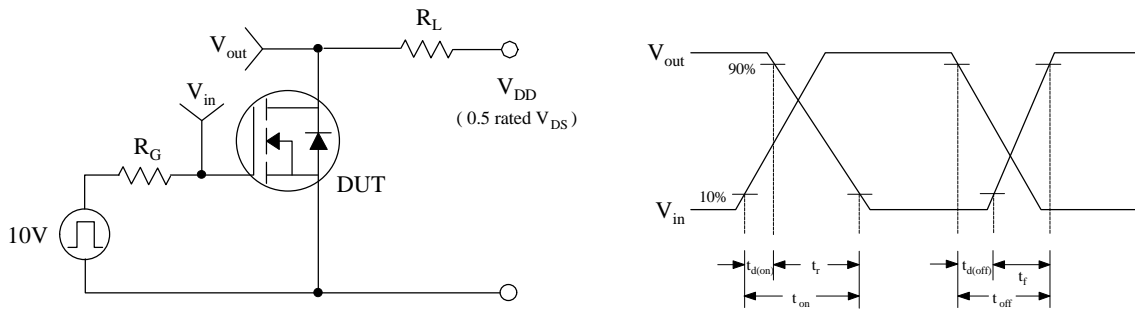 R_L
V_out
V_DD
( 0.5 rated V_DS )
V_in
R_G
DUT
10V
V_out
90%
10%
V_in
t_d(on)
t_r
t_on
t_d(off)
t_f
t_off